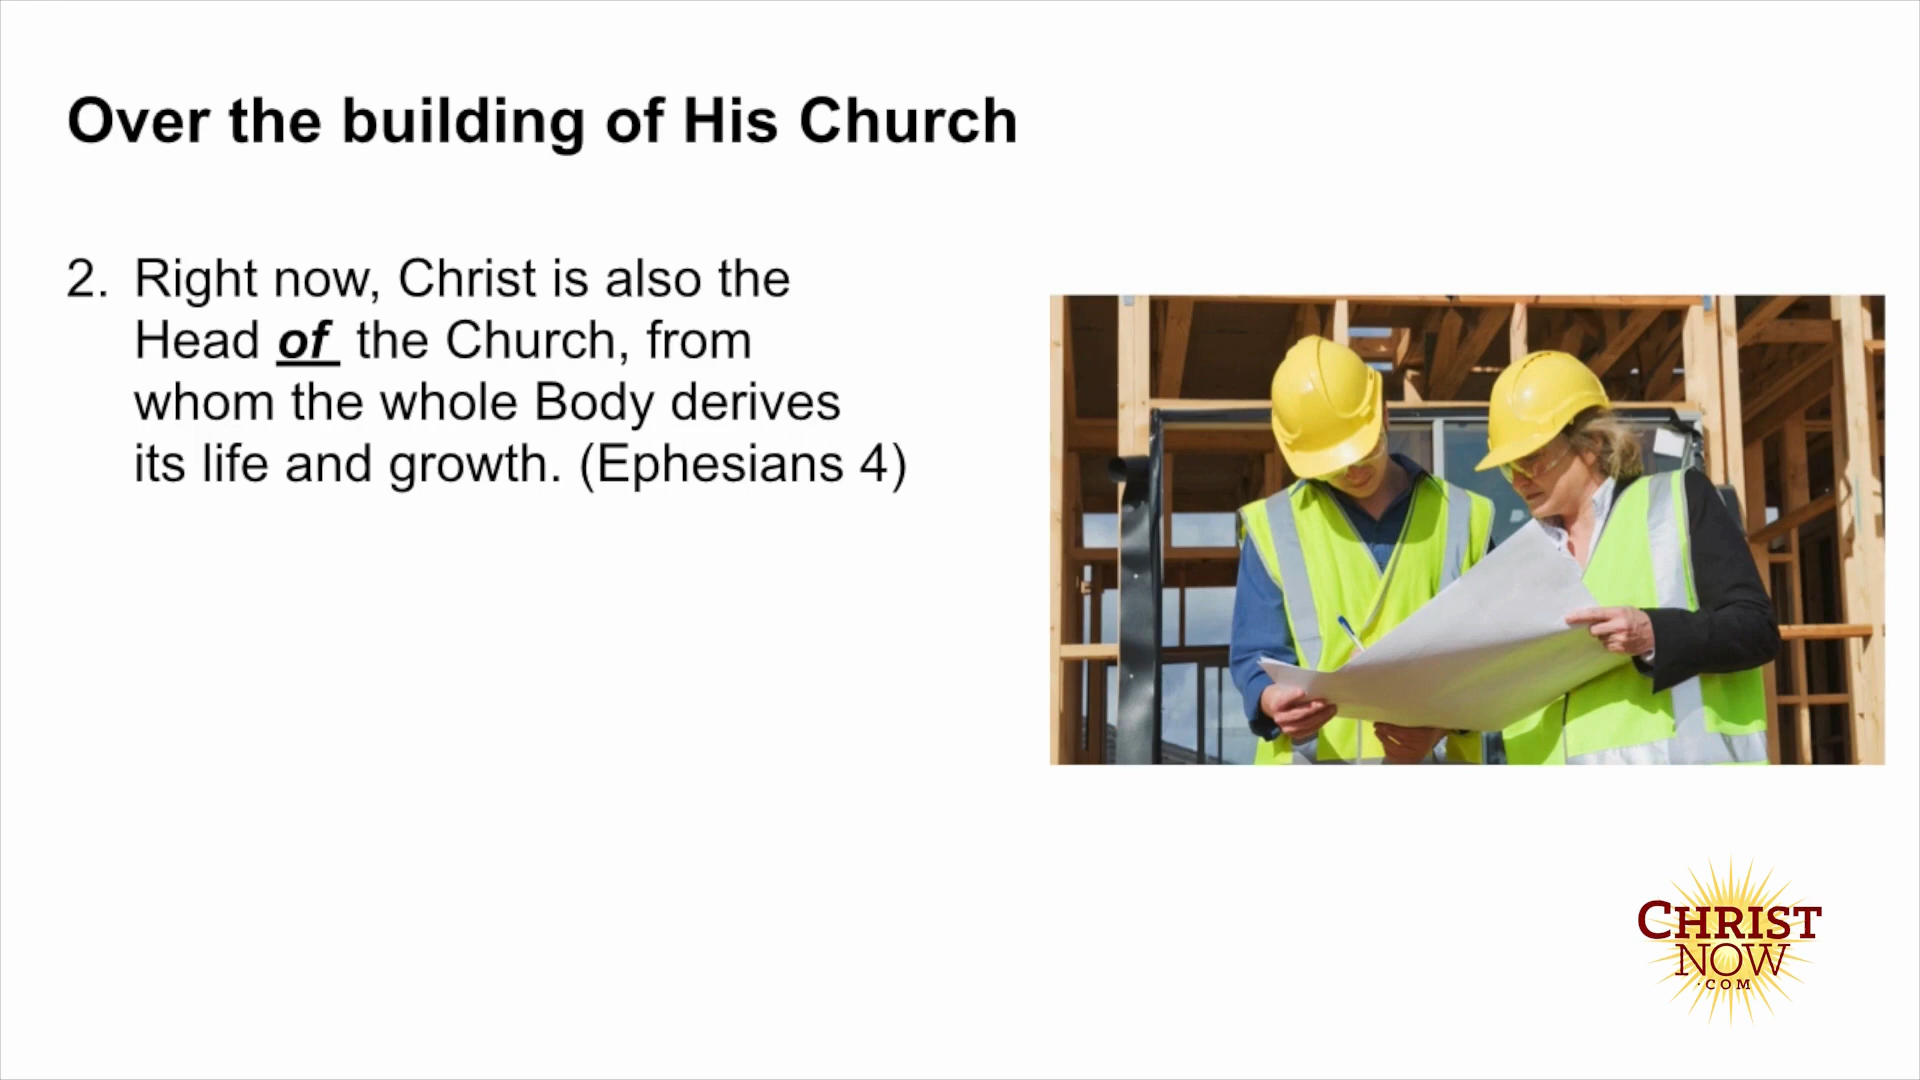 Over the building of His Church
2. Right now, Christ is also the
Head of the Church, from
whom the whole Body derives
its life and growth. (Ephesians 4)
CHRIST
NOW
.COM